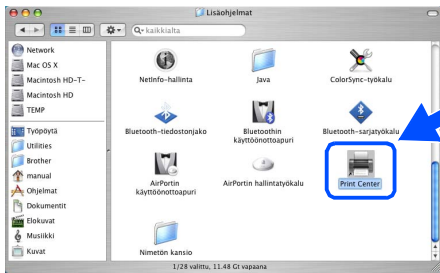 Lisäohjelmat
kaikkialta
Network
Mac OS X
Macintosh HD-T-
Macintosh HD
TEMP
Työpöytä
Utilities
Brother
manual
Ohjelmat
Dokumentit
Elokuvat
Musiikki
Kuvat
NetInfo-hallinta
Java
ColorSync-työkalu
Bluetooth-tiedostonjako
Bluetoothin
käyttöönottoapuri
Bluetooth-sarjatyökalu
AirPortin
käyttöönottoapuri
AirPortin hallintatyökalu
Print Center
Nimetön kansio
1/28 valittu, 11.48 Gt vapaana